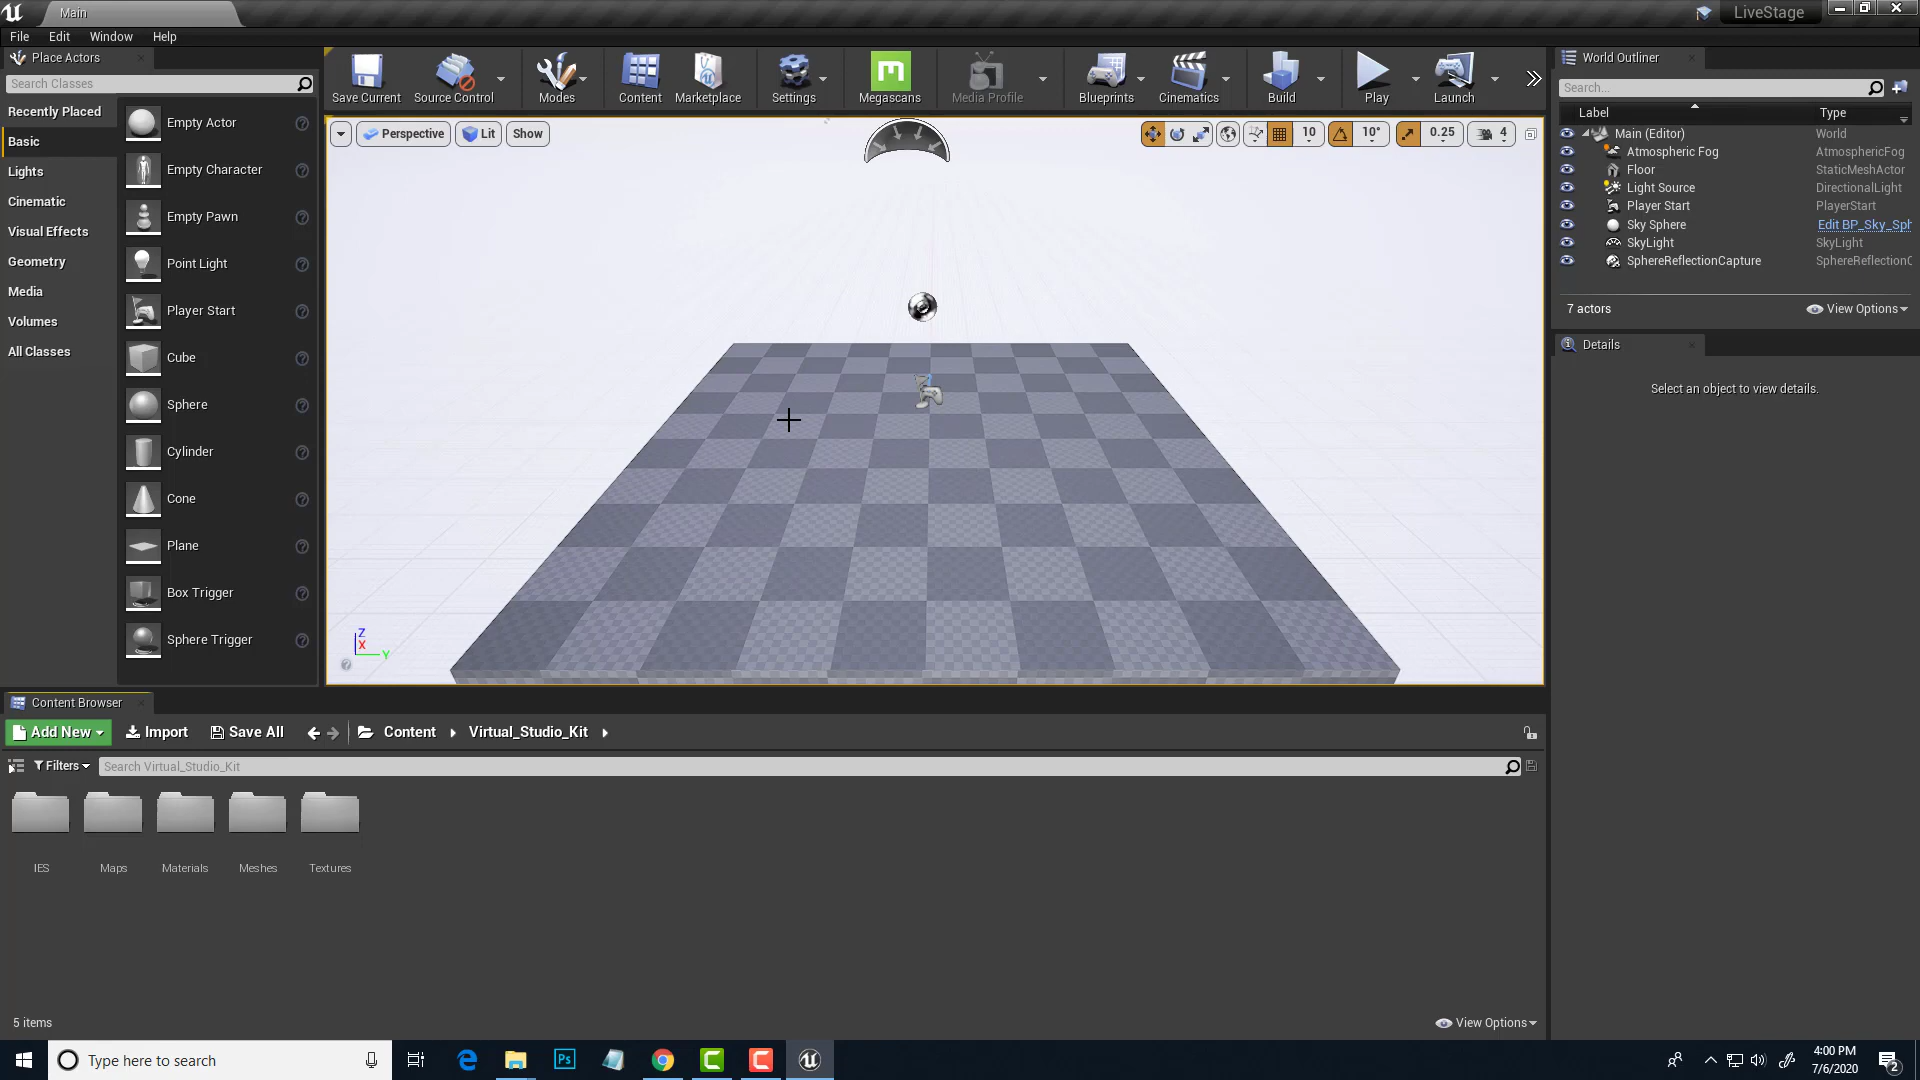 Main
LiveStage
File Edit Window Help
Place Actors
Search Classes
Recently Placed
Basic
Lights
Cinematic
Visual Effects
Geometry
Media
Volumes
All Classes
Empty Actor
Empty Character
Empty Pawn
Point Light
Player Start
Cube
Sphere
Cylinder
Cone
Plane
Box Trigger
Sphere Trigger
Save Current
Source Control
Modes
Content
Marketplace
Settings
Megascans
Media Profile
Blueprints
Cinematics
Build
Play
Launch
Perspective
Lit
Show
10
10°
0.25
4
Z
X
Y
World Outliner
Search...
Label Type
Main (Editor) World
Atmospheric Fog AtmosphericFog
Floor StaticMeshActor
Light Source DirectionalLight
Player Start PlayerStart
Sky Sphere Edit BP_Sky_Sph
SkyLight SkyLight
SphereReflectionCapture SphereReflectionC
7 actors
View Options
Details
Select an object to view details.
Content Browser
Add New
Import
Save All
Content
Virtual_Studio_Kit
Filters
Search Virtual_Studio_Kit
IES
Maps
Materials
Meshes
Textures
5 items
View Options
Type here to search
Ps
4:00 PM
7/6/2020
2